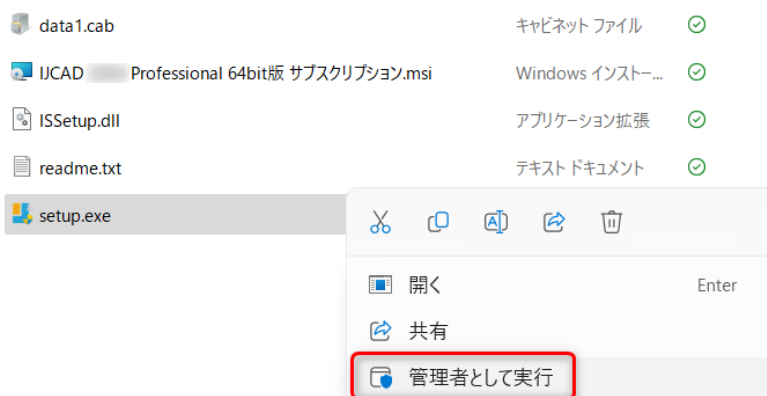 data1.cab キャビネット ファイル
IJCAD Professional 64bit版 サブスクリプション.msi Windows インストー...
ISSetup.dll アプリケーション拡張
readme.txt テキスト ドキュメント
setup.exe
開く Enter
共有
管理者として実行